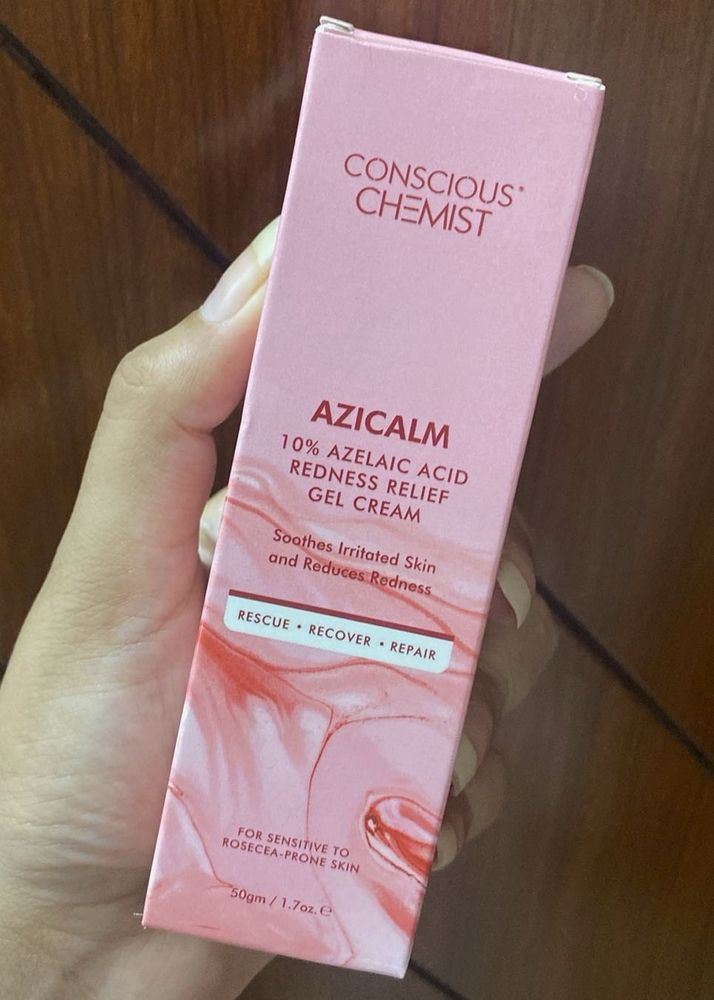 CONSCIOUS®
CHEMIST
AZICALM
10% AZELAIC ACID
REDNESS RELIEF
GEL CREAM
Soothes Irritated Skin
and Reduces Redness
RESCUE • RECOVER • REPAIR
FOR SENSITIVE TO
ROSECEA-PRONE SKIN
50gm / 1.7oz. ℮